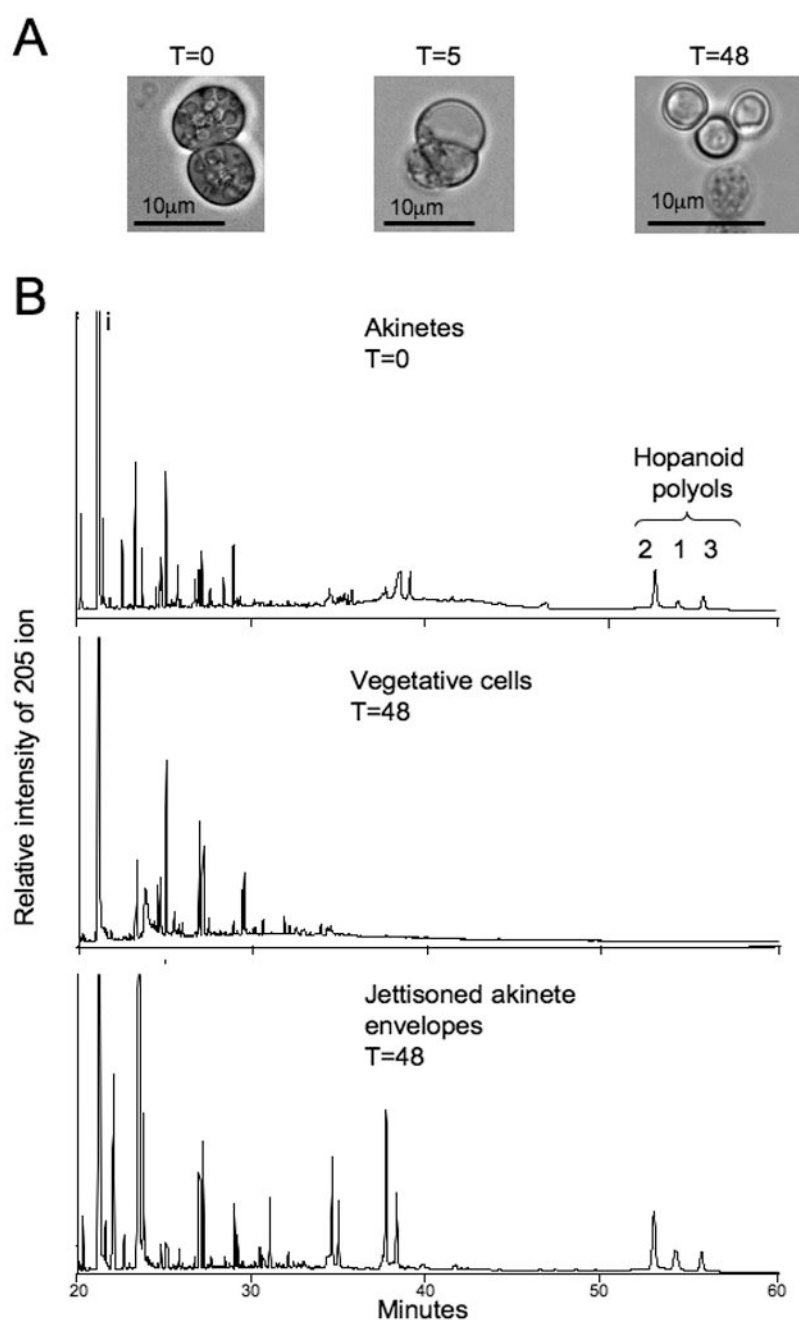 A
T=0
T=5
T=48
10μm
10μm
10μm
B
i
Akinetes
T=0
Hopanoid
polyols
2 1 3
Vegetative cells
T=48
Relative intensity of 205 ion
Jettisoned akinete
envelopes
T=48
20 30 40 50 60
Minutes